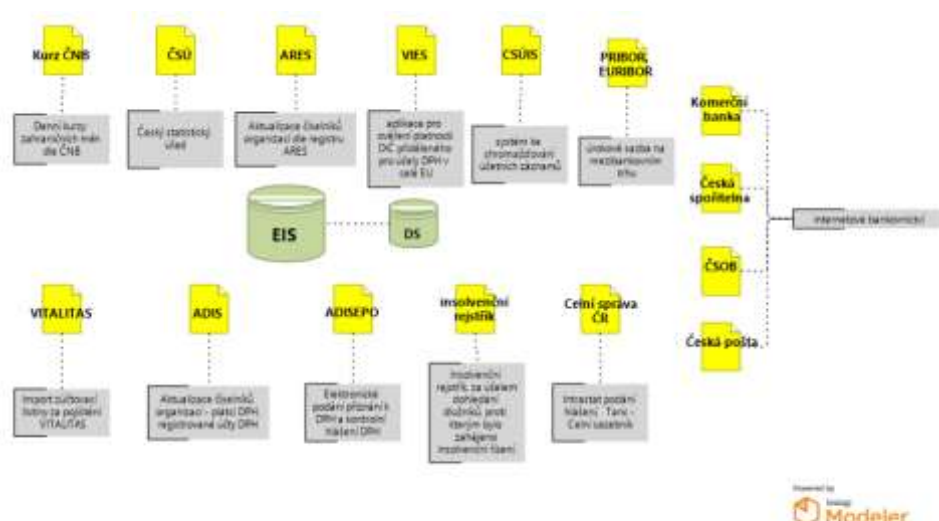 Kurz ČNB
ČSÚ
ARES
VIES
CSÚIS
PRIBOR,
EURIBOR
Denní kurzy
zahraničních měn
dle ČNB
Český statistický
úřad
Aktualizace číselníků
organizací dle registru
ARES
aplikace pro
ověření platnosti
DIČ přiděleného
pro účely DPH v
celé EU
systém ke
shromažďování
účetních záznamů
úroková sazba na
mezibankovním
trhu
Komerční
banka
Česká
spořitelna
ČSOB
Česká pošta
internetové bankovnictví
EIS
DS
VITALITAS
ADIS
ADISEPO
insolvenční
rejstřík
Celní správa
ČR
Import zúčtovací
listiny za pojištění
VITALITAS
Aktualizace číselníků
organizací - plátci DPH
registrované účty DPH
Elektronické
podání přiznání k
DPH a kontrolní
hlášení DPH
Insolvenční
rejstřík za účelem
dohledání
dlužníků, proti
kterým bylo
zahájeno
insolvenční řízení
Intrastat podání
hlášení - Taric -
Celní sazebník
Powered by
Modeler